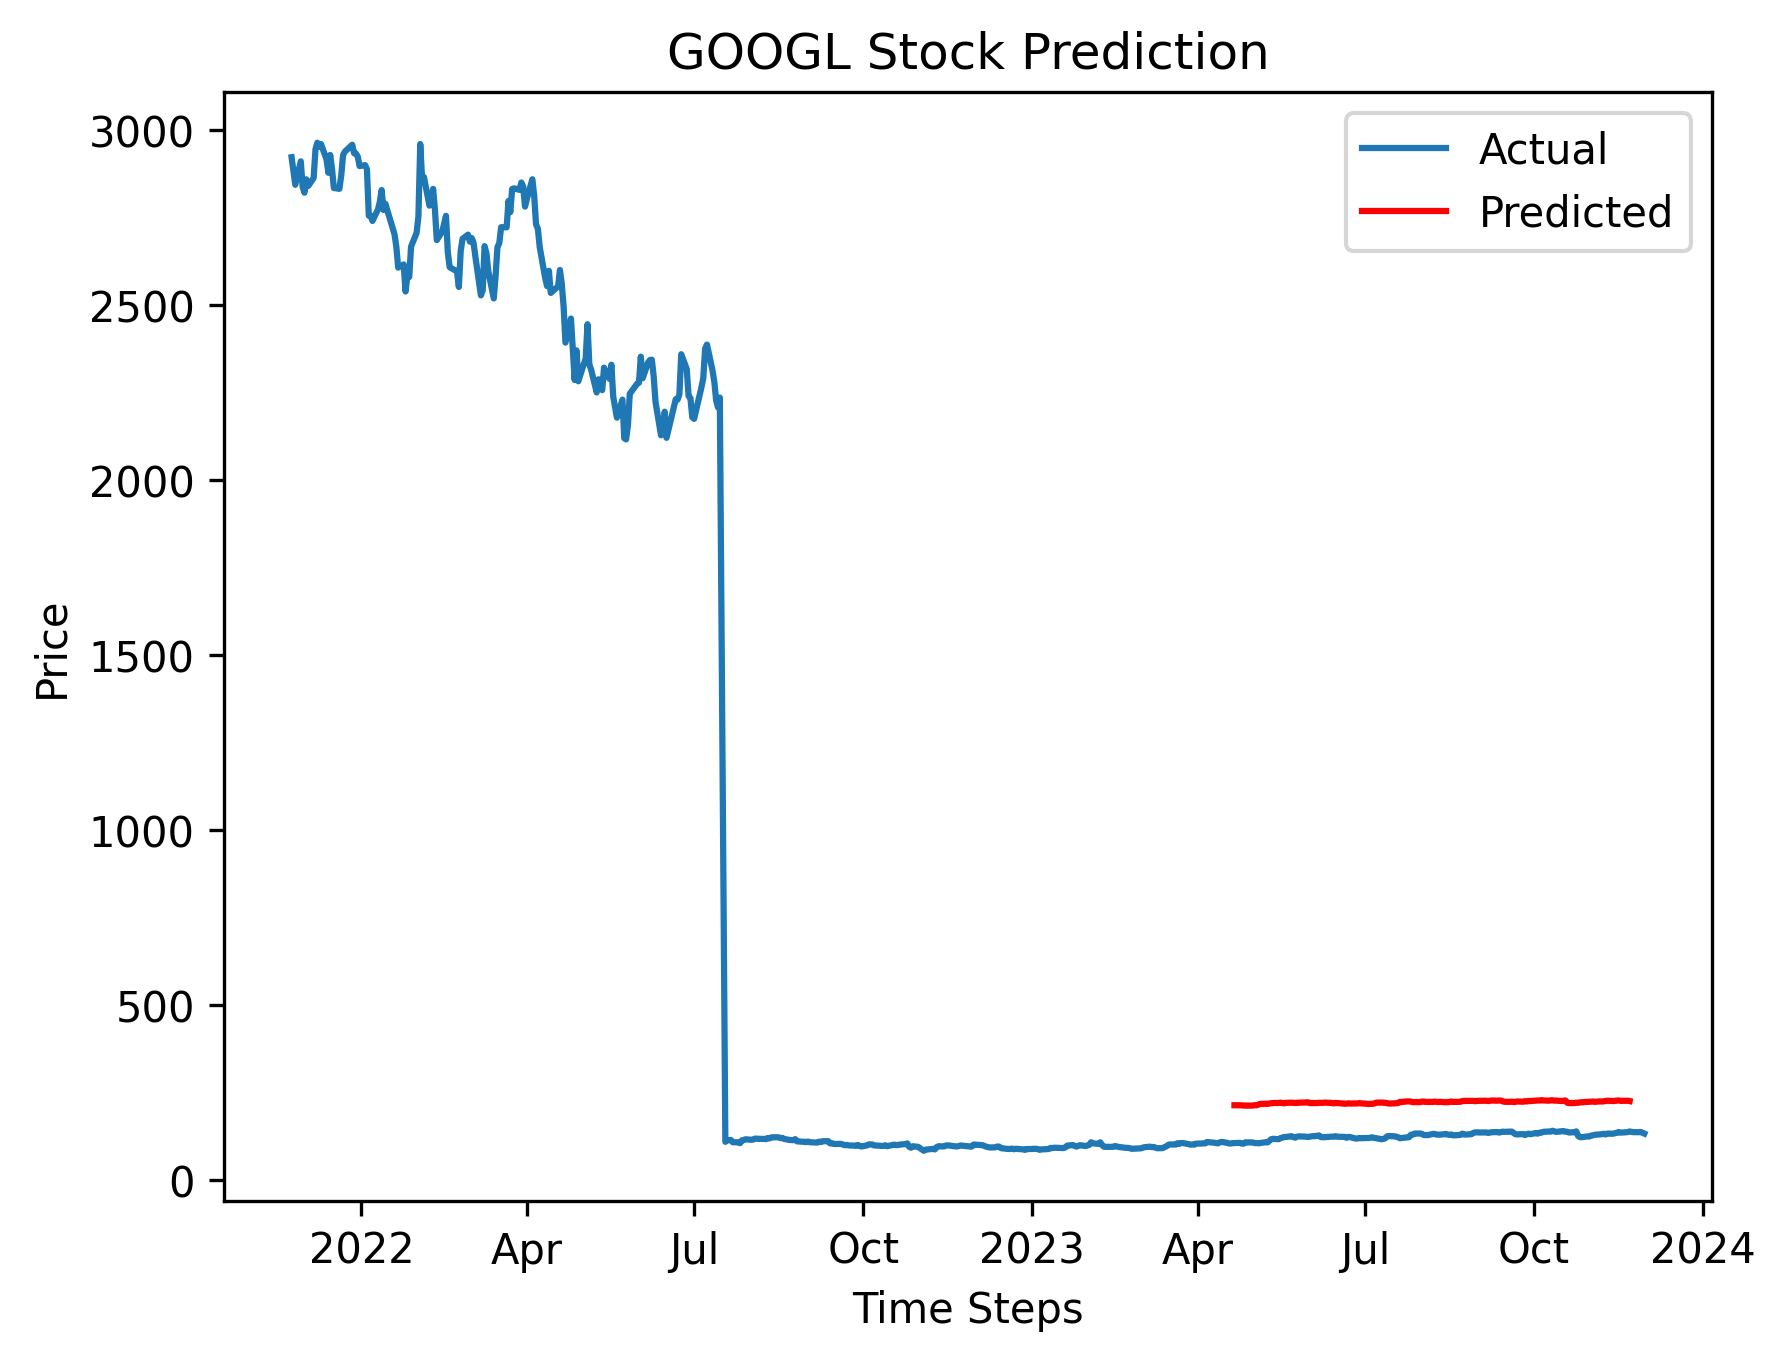 GOOGL Stock Prediction
Actual
Predicted
3000
2500
2000
1500
1000
500
0
Price
2022 Apr Jul Oct 2023 Apr Jul Oct 2024
Time Steps